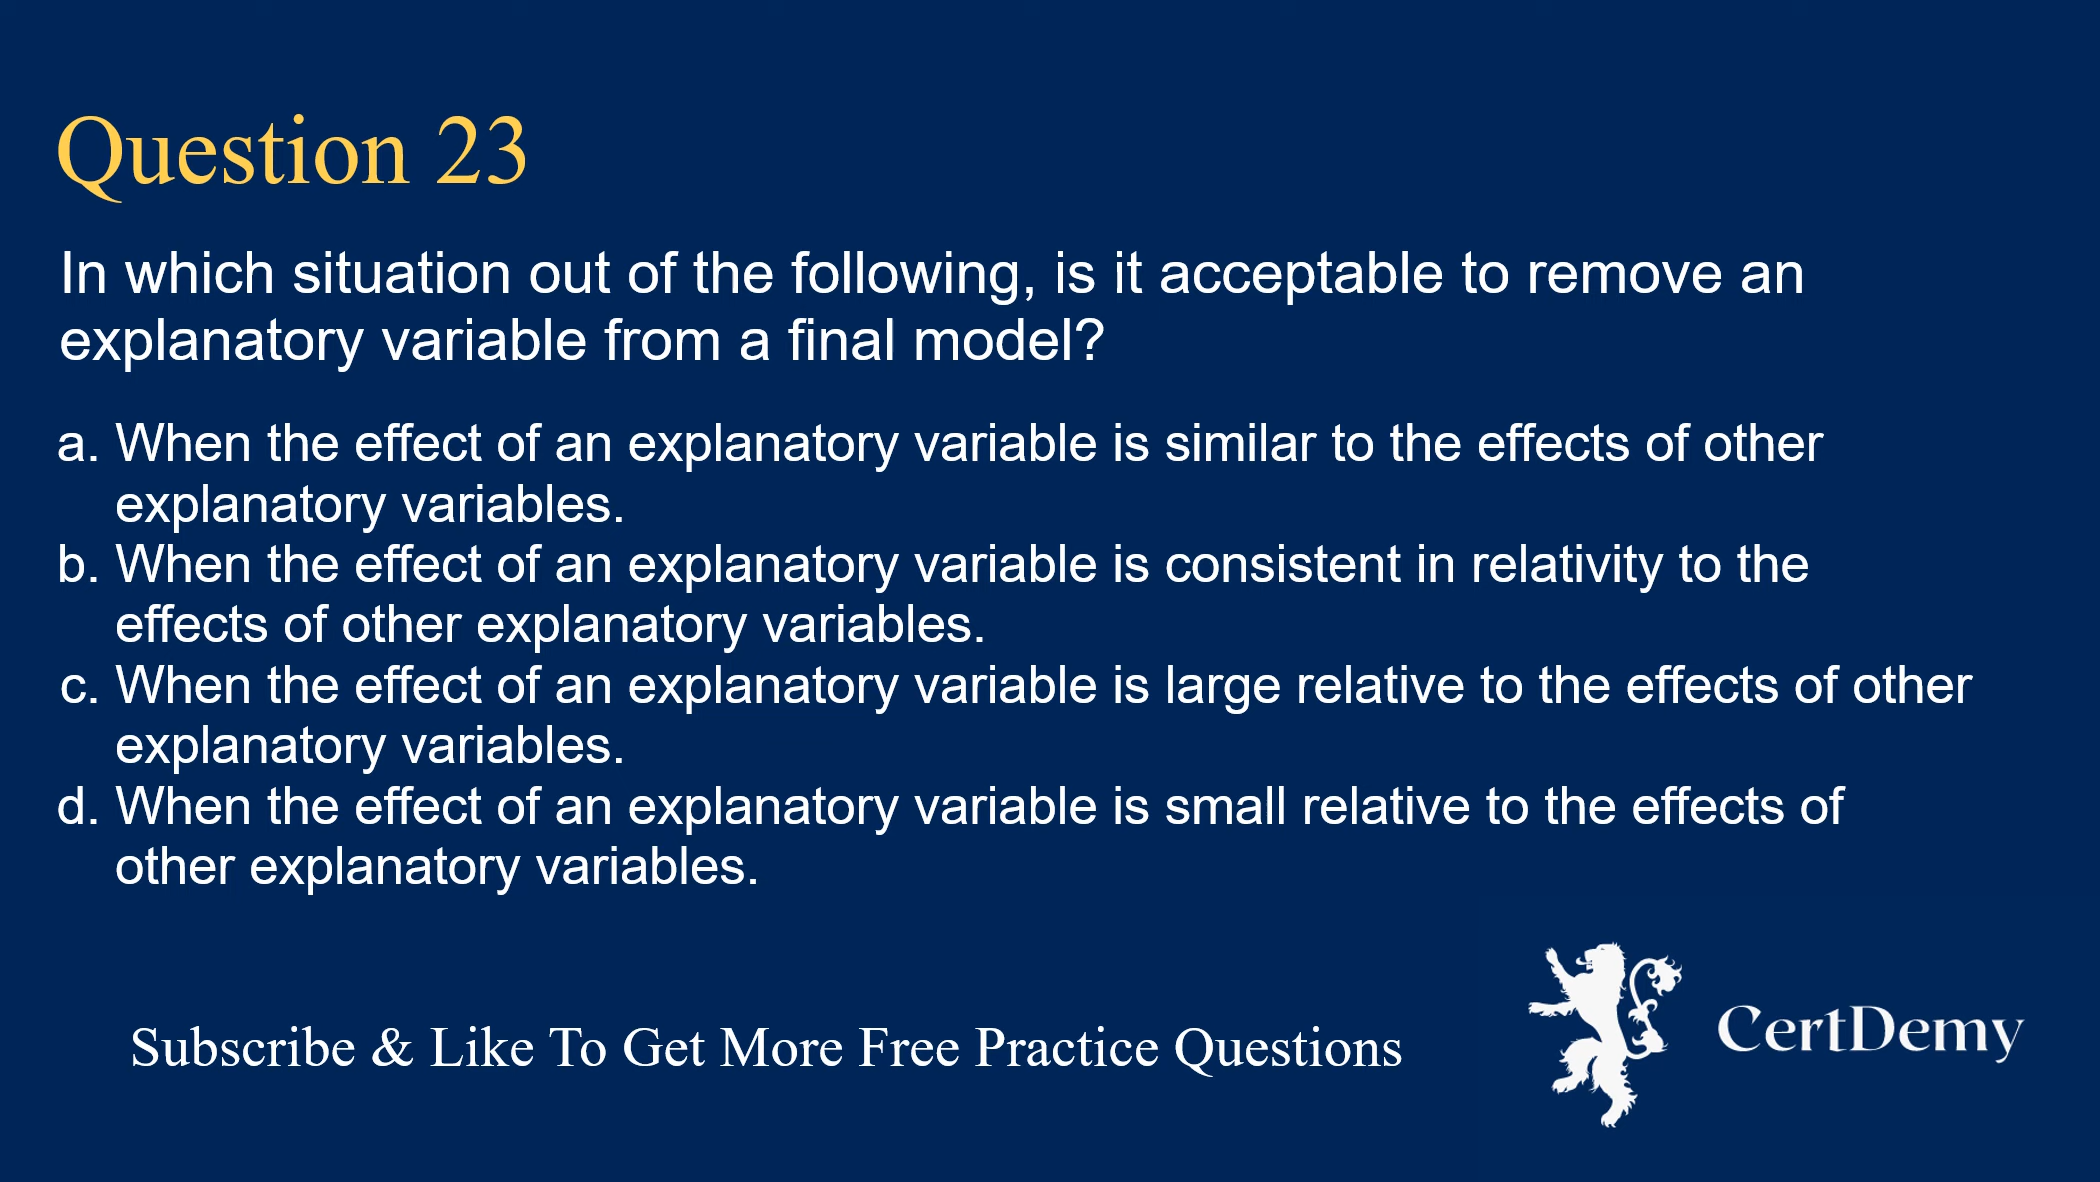 Question 23
In which situation out of the following, is it acceptable to remove an
explanatory variable from a final model?
a. When the effect of an explanatory variable is similar to the effects of other
explanatory variables.
b. When the effect of an explanatory variable is consistent in relativity to the
effects of other explanatory variables.
c. When the effect of an explanatory variable is large relative to the effects of other
explanatory variables.
d. When the effect of an explanatory variable is small relative to the effects of
other explanatory variables.
Subscribe & Like To Get More Free Practice Questions
CertDemy